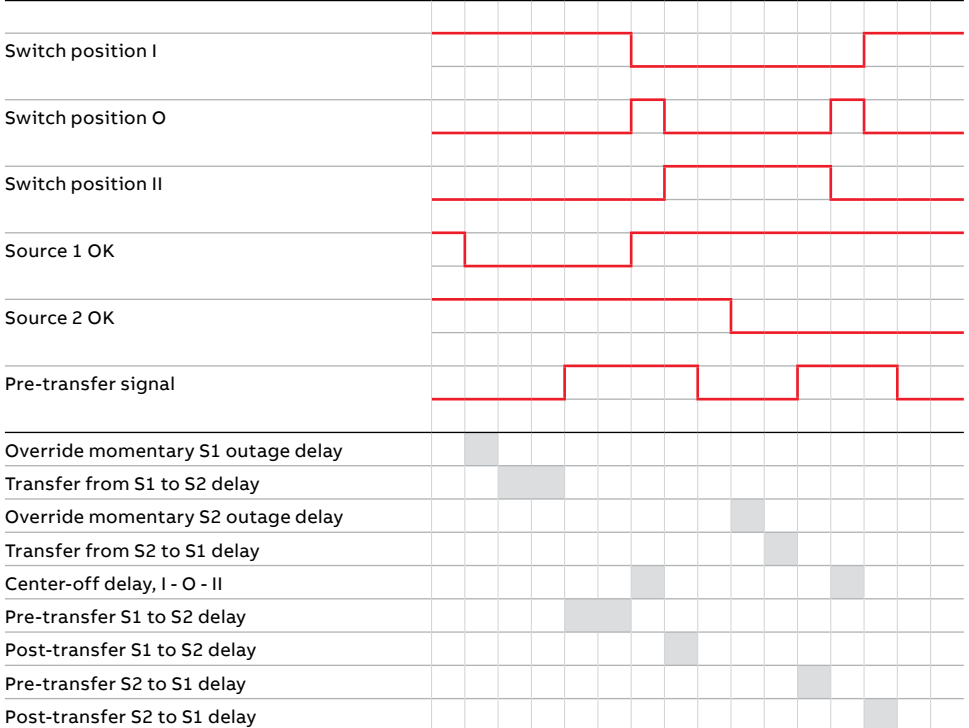 Switch position I
Switch position O
Switch position II
Source 1 OK
Source 2 OK
Pre-transfer signal
Override momentary S1 outage delay
Transfer from S1 to S2 delay
Override momentary S2 outage delay
Transfer from S2 to S1 delay
Center-off delay, I - O - II
Pre-transfer S1 to S2 delay
Post-transfer S1 to S2 delay
Pre-transfer S2 to S1 delay
Post-transfer S2 to S1 delay